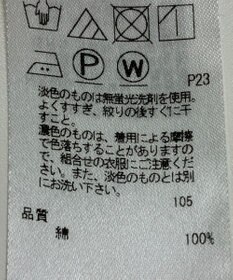 P
W
P23
淡色のものは無蛍光洗剤を使用。
よくすすぎ、絞りの後すぐに干
すこと。
濃色のものは、着用による摩擦
で色落ちすることがありますの
で、組合せの衣服にご注意くださ
い。また、淡色のものとは別
にお洗い下さい。
105
品質
綿 100%